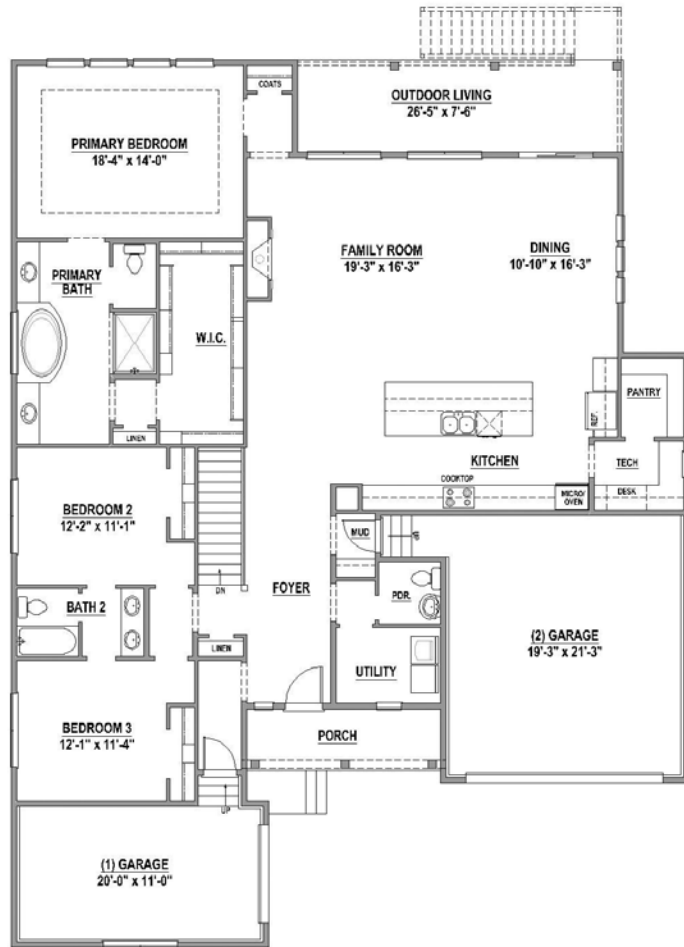 COATS
OUTDOOR LIVING
26'-5" x 7'-6"
PRIMARY BEDROOM
18'-4" x 14'-0"
FAMILY ROOM
19'-3" x 16'-3"
DINING
10'-10" x 16'-3"
PRIMARY
BATH
W.I.C.
PANTRY
REF.
LINEN
KITCHEN
TECH
COOKTOP
MICRO/
OVEN
DESK
BEDROOM 2
12'-2" x 11'-1"
MUD
UP
DN
FOYER
BATH 2
PDR.
(2) GARAGE
19'-3" x 21'-3"
LINEN
UTILITY
BEDROOM 3
12'-1" x 11'-4"
PORCH
UP
(1) GARAGE
20'-0" x 11'-0"